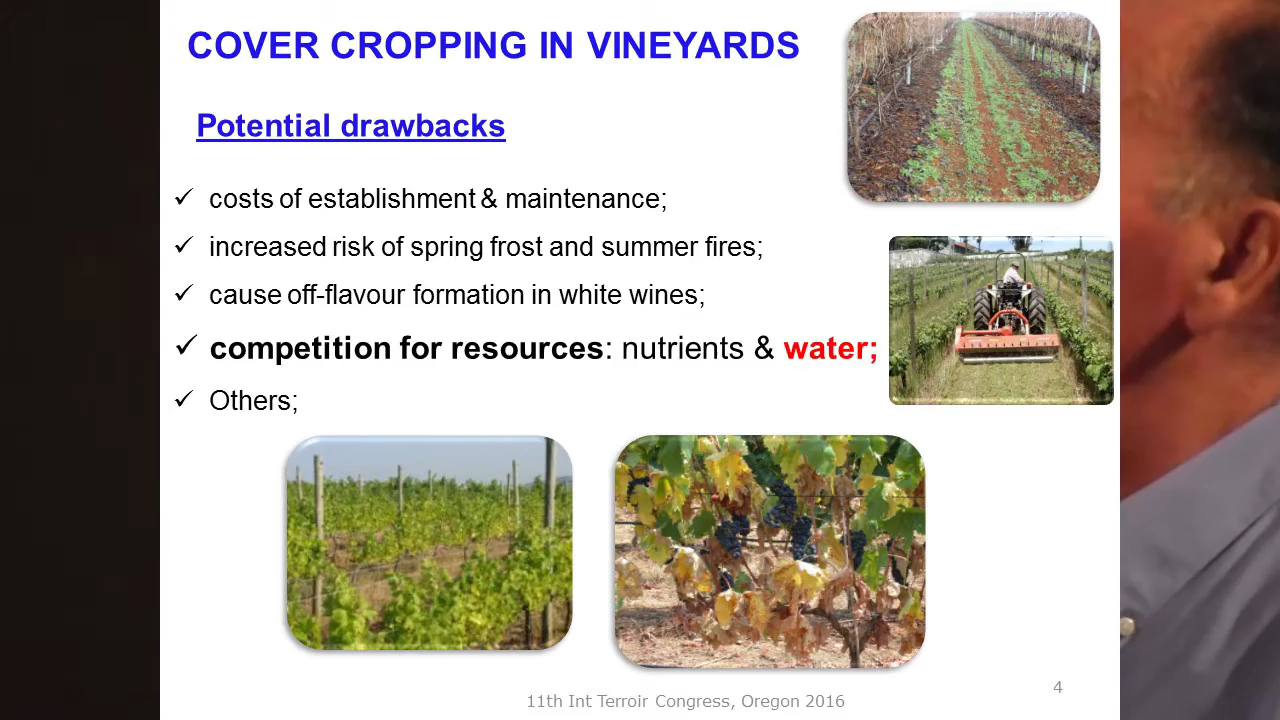 COVER CROPPING IN VINEYARDS
Potential drawbacks
✓ costs of establishment & maintenance;
✓ increased risk of spring frost and summer fires;
✓ cause off-flavour formation in white wines;
✓ competition for resources: nutrients & water;
✓ Others;
11th Int Terroir Congress, Oregon 2016
4